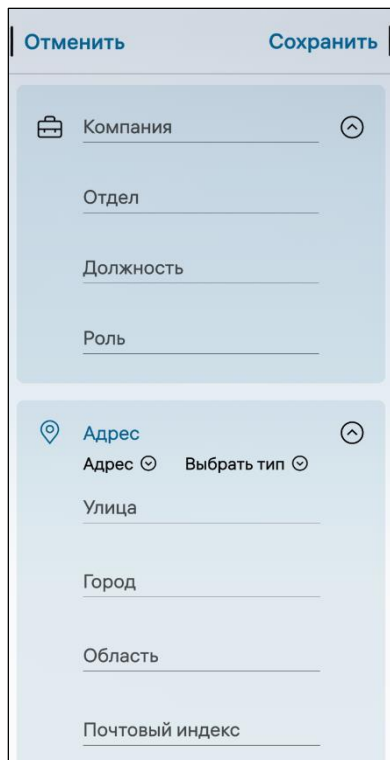 Отменить Сохранить
Компания
Отдел
Должность
Роль
Адрес
Адрес Выбрать тип
Улица
Город
Область
Почтовый индекс